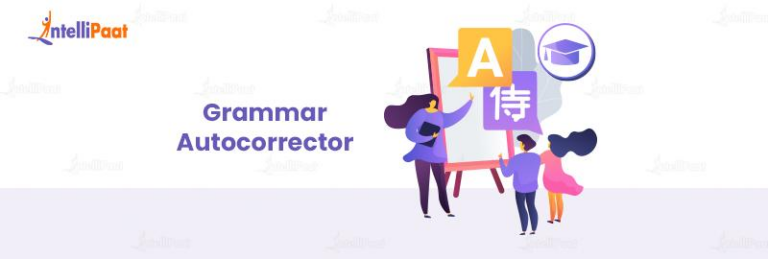 IntelliPaat
Grammar
Autocorrector
A
侍